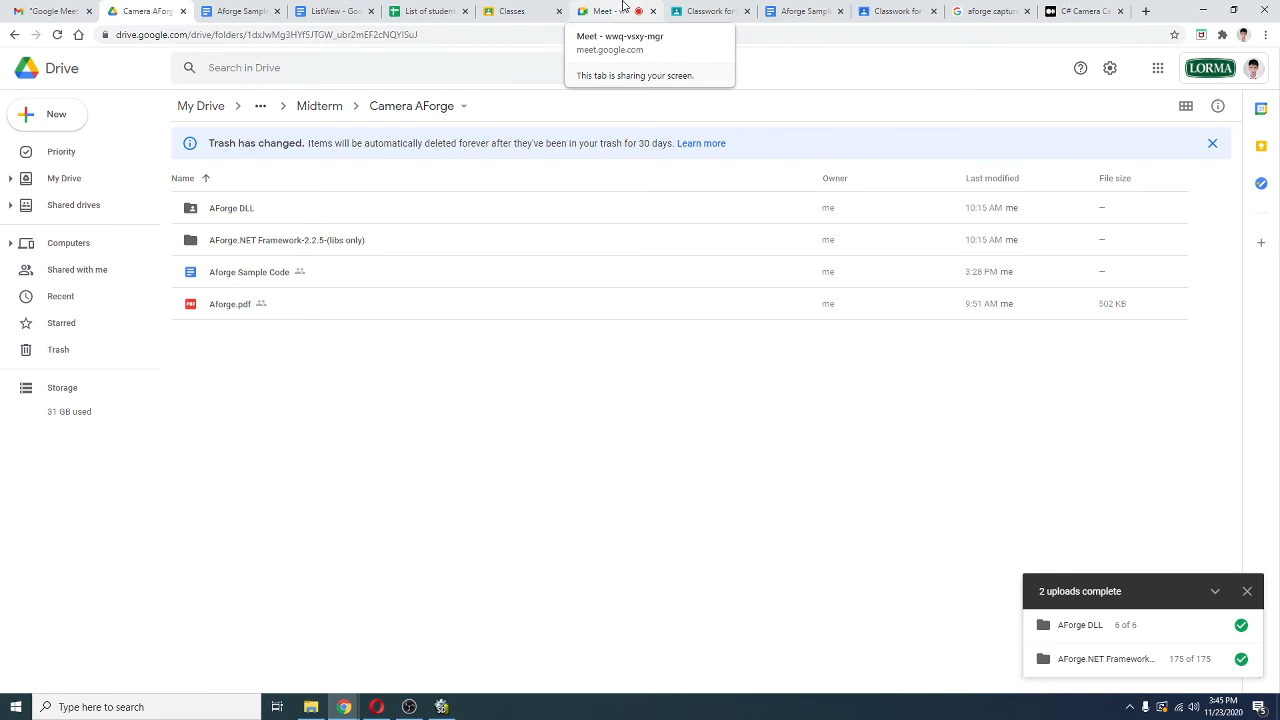 "Google Meet
Camera AForg
Aforge Sample
ListView - Goo
List of student
Classes
Meet - w
Classwork for
Aforge Sample
Classwork for
aforge capture
C# Camera Ca
drive.google.com/drive/folders/1dxJwMg3HYf5JTGW_ubr2mEF2cNQYlSuJ
Meet - wwq-vsxy-mgr
meet.google.com
This tab is sharing your screen.
Drive
Search in Drive
LORMA
New
My Drive
Midterm
Camera AForge
Trash has changed. Items will be automatically deleted forever after they've been in your trash for 30 days. Learn more
Priority
My Drive
Shared drives
Computers
Shared with me
Recent
Starred
Trash
Storage
31 GB used
Name Owner Last modified File size
AForge DLL me 10:15 AM me —
AForge.NET Framework-2.2.5-(libs only) me 10:15 AM me —
Aforge Sample Code me 3:28 PM me —
Aforge.pdf me 9:51 AM me 502 KB
2 uploads complete
AForge DLL 6 of 6
AForge.NET Framework... 175 of 175
Type here to search
3:45 PM
11/23/2020